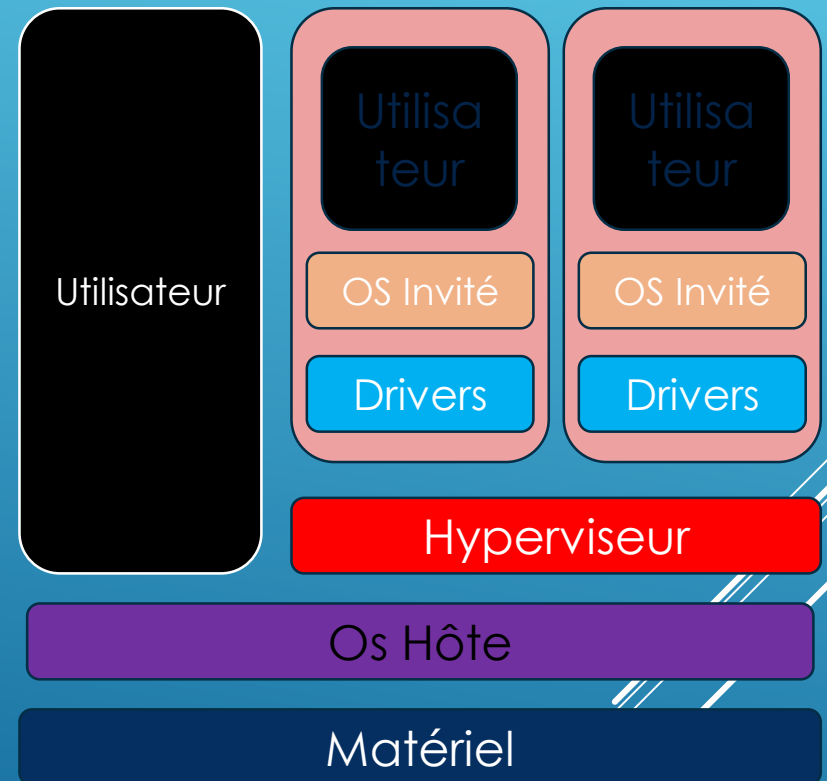 Utilisa
teur
Utilisa
teur
Utilisateur
OS Invité
OS Invité
Drivers
Drivers
Hyperviseur
Os Hôte
Matériel